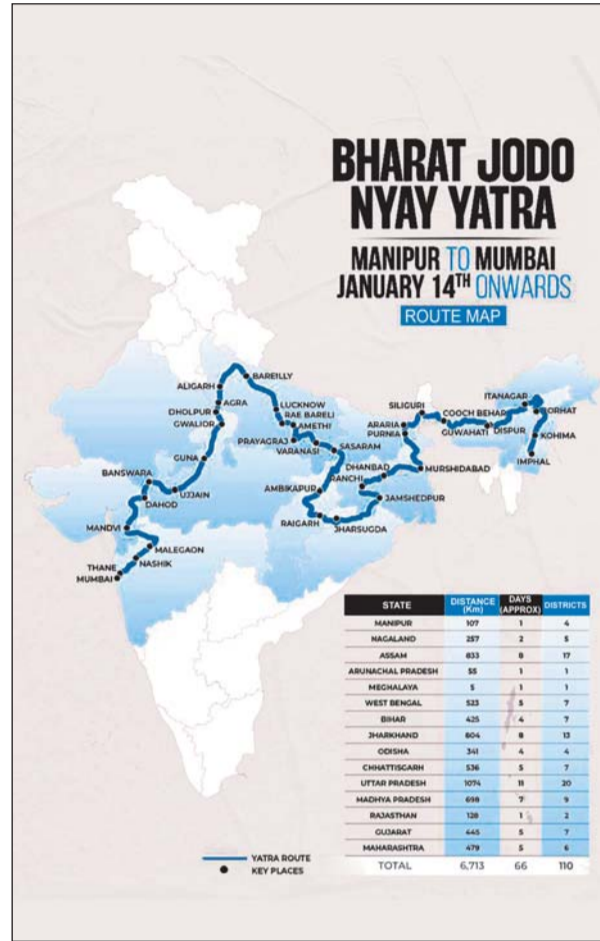 BHARAT JODO
NYAY YATRA
MANIPUR TO MUMBAI
JANUARY 14TH ONWARDS
ROUTE MAP
BAREILLY
ALIGARH
AGRA
DHOLPUR
GWALIOR
LUCKNOW
RAE BARELI
AMETHI
PRAYAGRAJ
VARANASI
SASARAM
GUNA
BANSWARA
UJJAIN
DAHOD
MANDVI
MALEGAON
NASHIK
THANE
MUMBAI
AMBIKAPUR
RAIGARH
JHARSUGDA
JAMSHEDPUR
RANCHI
DHANBAD
MURSHIDABAD
ARARIA
PURNIA
SILIGURI
COOCH BEHAR
GUWAHATI
DISPUR
ITANAGAR
JORHAT
KOHIMA
IMPHAL
STATE DISTANCE (Km) DAYS (APPROX) DISTRICTS
MANIPUR 107 1 4
NAGALAND 257 2 5
ASSAM 833 8 17
ARUNACHAL PRADESH 55 1 1
MEGHALAYA 5 1 1
WEST BENGAL 523 5 7
BIHAR 425 4 7
JHARKHAND 804 8 13
ODISHA 341 4 4
CHHATTISGARH 536 5 7
UTTAR PRADESH 1074 11 20
MADHYA PRADESH 698 7 9
RAJASTHAN 128 1 2
GUJARAT 445 5 7
MAHARASHTRA 479 5 6
TOTAL 6,713 66 110
YATRA ROUTE
KEY PLACES